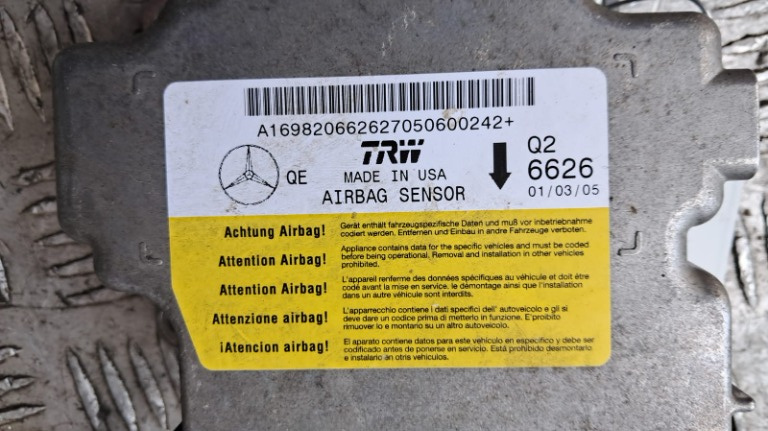 A1698206626270506002​42+
TRW
QE
MADE IN USA
AIRBAG SENSOR
Q2
6626
01/03/05
Achtung Airbag!
Gerät enthält fahrzeugspezifische Daten und muß vor inbetriebnahme
codiert werden. Entfernen und Einbau in andre Fahrzeuge verboten.
Attention Airbag!
Appliance contains data for the specific vehicles and must be coded
before being operational. Removal and installation in other vehicles
prohibited.
Attention Airbag!
L'appareil renferme des données spécifiques au véhicule et doit être
codé avant la mise en service. le démontage ainsi que l'installation
dans un autre véhicule sont interdits.
Attenzione airbag!
L'apparecchio contiene i dati specifici dell' autoveicolo e gli si
deve dare un codice prima di metterlo in funzione. E'proibito
rimuover lo e montario su un altro autoveicolo.
¡Atencion airbag!
El aparato contiene datos para este vehiculo en especifico y debe ser
codificado antes de ponerse en servicio. Está prohibido desmontarlo
e instalarlo en otris vehiculos.